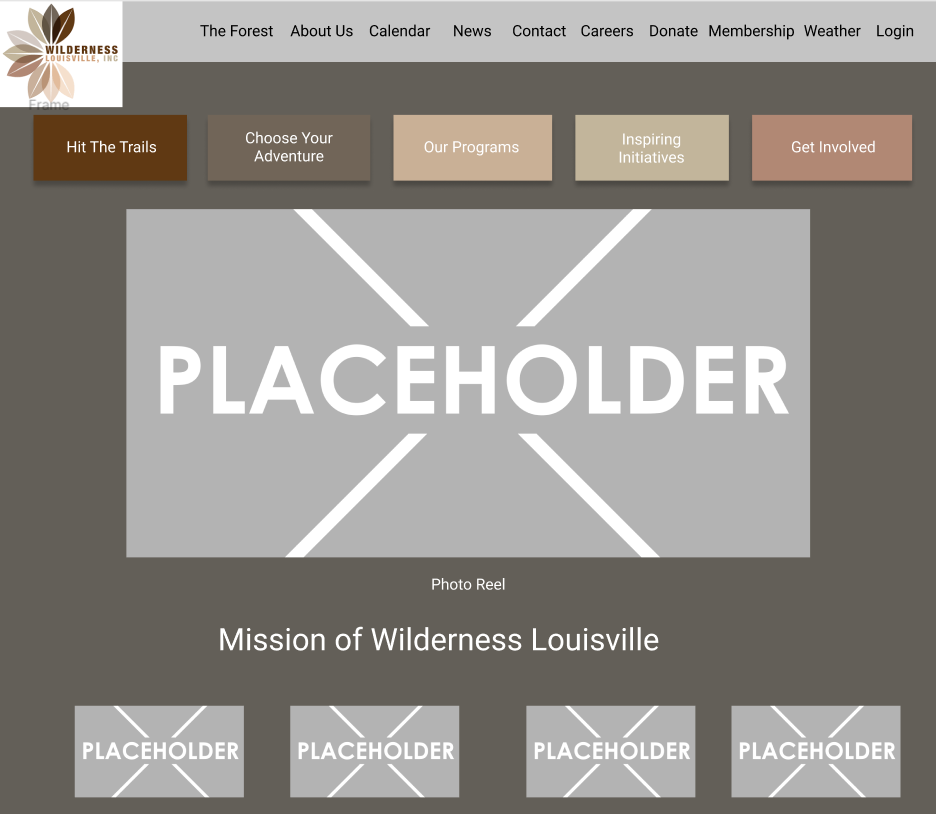 WILDERNESS
LOUISVILLE, INC
The Forest About Us Calendar News Contact Careers Donate Membership Weather Login
Frame
Hit The Trails
Choose Your
Adventure
Our Programs
Inspiring
Initiatives
Get Involved
PLACEHOLDER
Photo Reel
Mission of Wilderness Louisville
PLACEHOLDER PLACEHOLDER PLACEHOLDER PLACEHOLDER